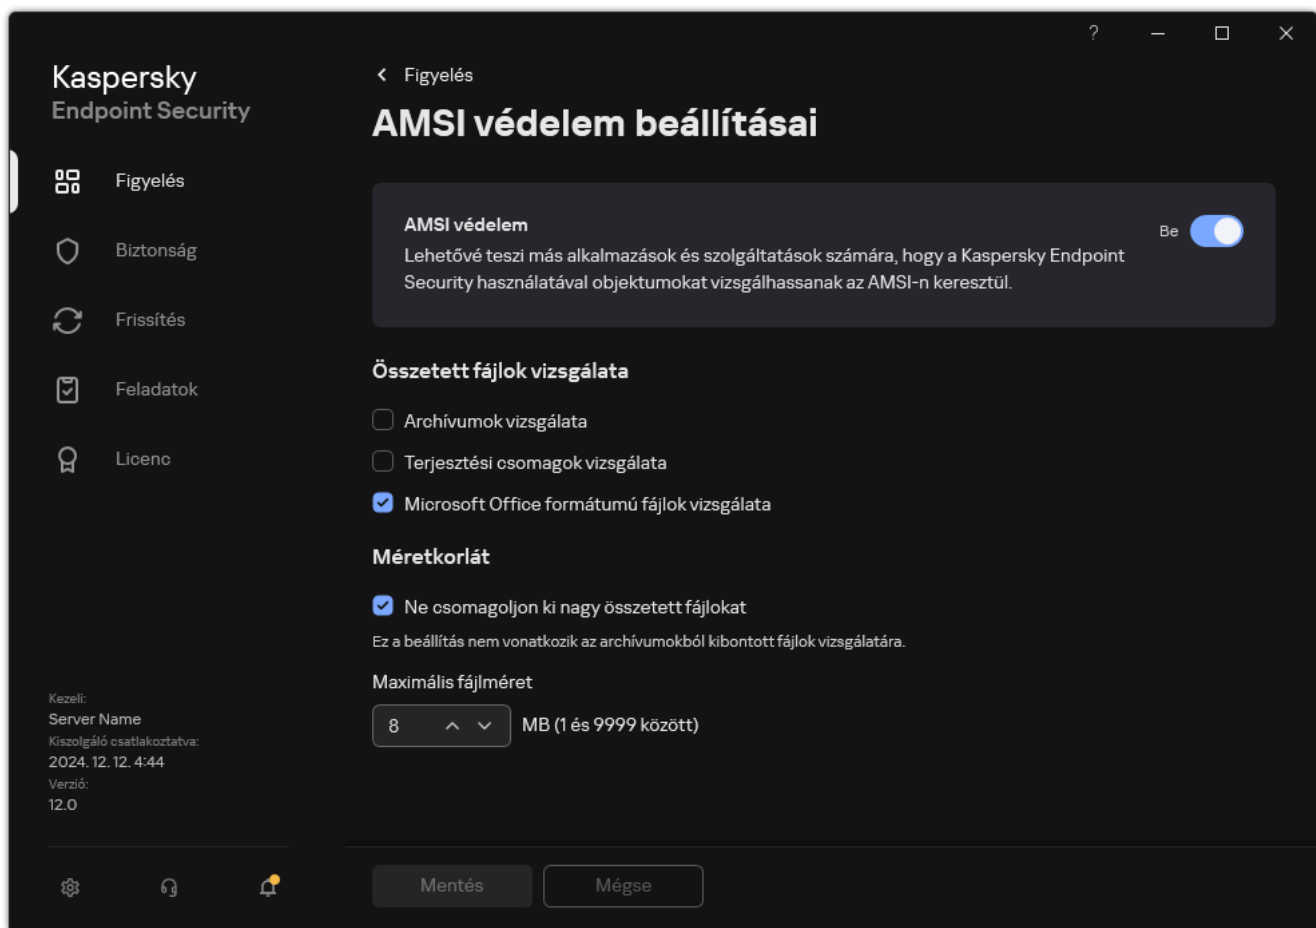 ?
Kaspersky
Endpoint Security
Figyelés
Biztonság
Frissítés
Feladatok
Licenc
Kezeli:
Server Name
Kiszolgáló csatlakoztatva:
2024. 12. 12. 4:44
Verzió:
12.0
Figyelés
AMSI védelem beállításai
AMSI védelem
Be
Lehetővé teszi más alkalmazások és szolgáltatások számára, hogy a Kaspersky Endpoint
Security használatával objektumokat vizsgálhassanak az AMSI-n keresztül.
Összetett fájlok vizsgálata
Archívumok vizsgálata
Terjesztési csomagok vizsgálata
Microsoft Office formátumú fájlok vizsgálata
Méretkorlát
Ne csomagoljon ki nagy összetett fájlokat
Ez a beállítás nem vonatkozik az archívumokból kibontott fájlok vizsgálatára.
Maximális fájlméret
8 MB (1 és 9999 között)
Mentés
Mégse